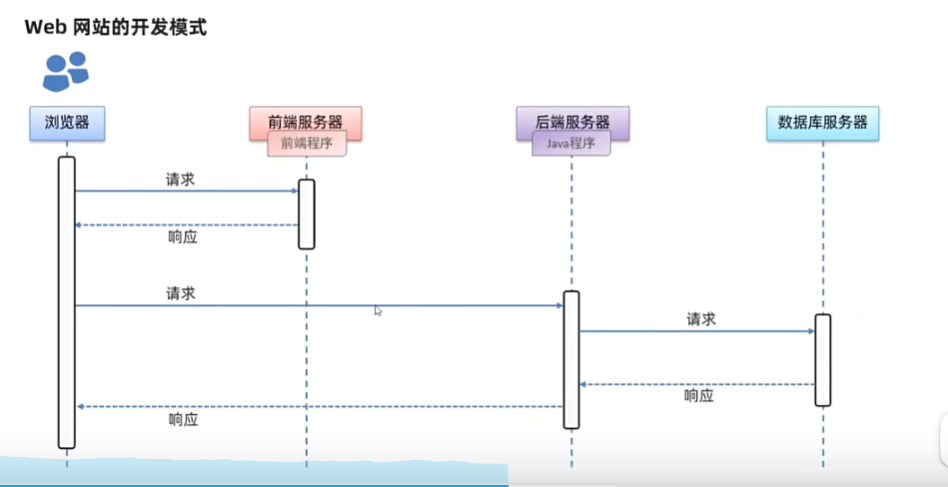 Web 网站的开发模式
浏览器
前端服务器
前端程序
后端服务器
Java程序
数据库服务器
请求
响应
请求
请求
响应
响应